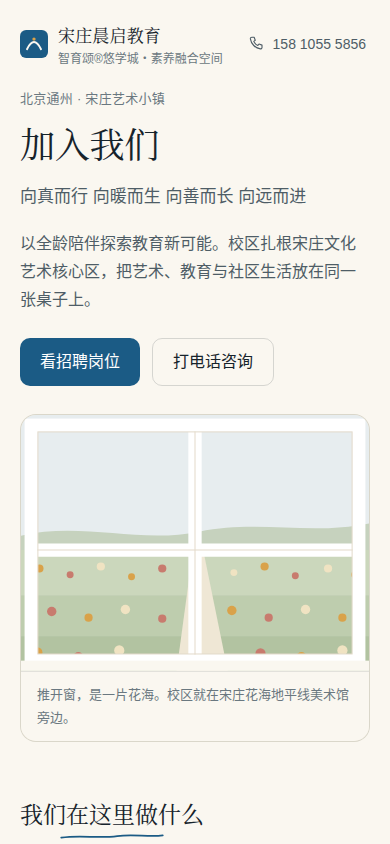 宋庄晨启教育
智育颂®悠学城・素养融合空间
158 1055 5856
北京通州 · 宋庄艺术小镇
加入我们
向真而行 向暖而生 向善而长 向远而进
以全龄陪伴探索教育新可能。校区扎根宋庄文化
艺术核心区，把艺术、教育与社区生活放在同一
张桌子上。
看招聘岗位
打电话咨询
推开窗，是一片花海。校区就在宋庄花海地平线美术馆
旁边。
我们在这里做什么